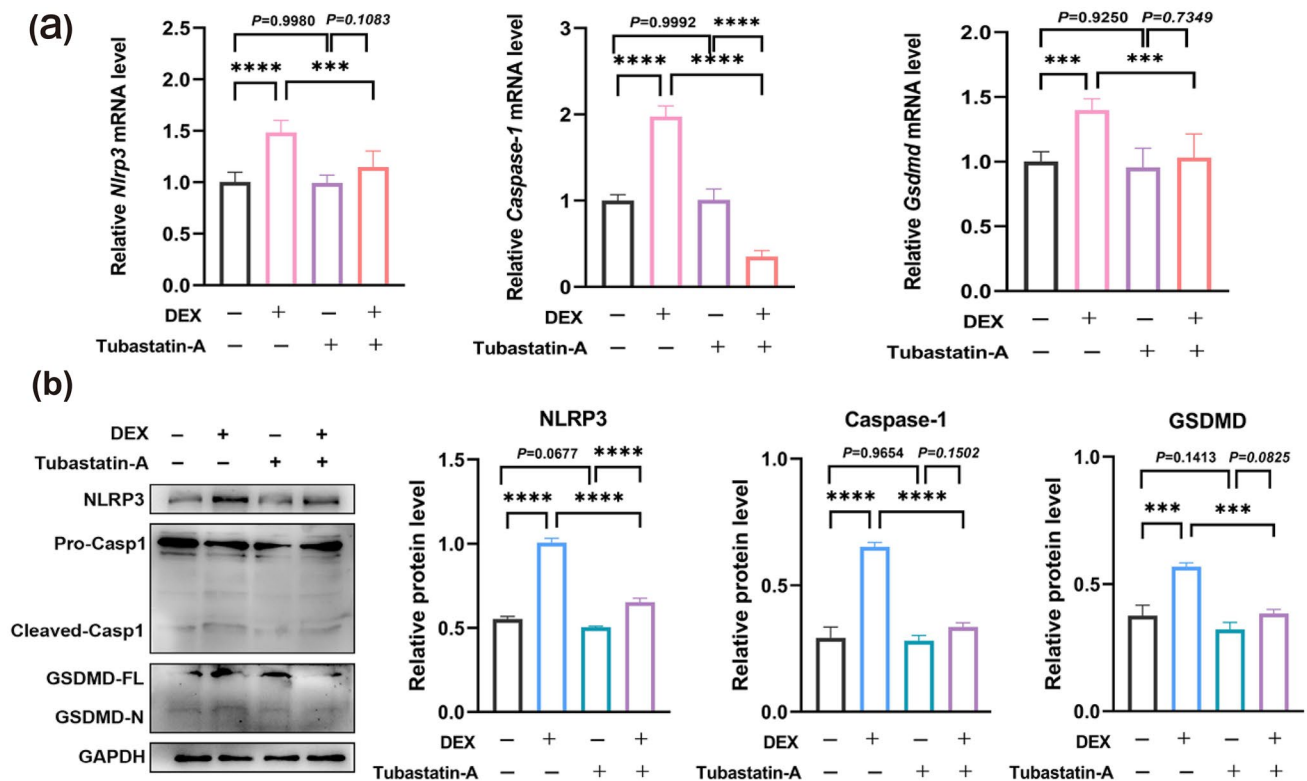 (a)
P=0.9980 P=0.1083
**** ***
Relative Nlrp3 mRNA level
2.5
2.0
1.5
1.0
0.5
0.0
DEX − + − +
Tubastatin-A − − + +
P=0.9992 ****
**** ****
Relative Caspase-1 mRNA level
3
2
1
0
DEX − + − +
Tubastatin-A − − + +
P=0.9250 P=0.7349
*** ***
Relative Gsdmd mRNA level
2.0
1.5
1.0
0.5
0.0
DEX − + − +
Tubastatin-A − − + +
(b)
DEX − + − +
Tubastatin-A − − + +
NLRP3
Pro-Casp1
Cleaved-Casp1
GSDMD-FL
GSDMD-N
GAPDH
NLRP3
P=0.0677 ****
**** ****
Relative protein level
1.5
1.0
0.5
0.0
DEX − + − +
Tubastatin-A − − + +
Caspase-1
P=0.9654 P=0.1502
**** ****
Relative protein level
1.0
0.5
0.0
DEX − + − +
Tubastatin-A − − + +
GSDMD
P=0.1413 P=0.0825
*** ***
Relative protein level
1.0
0.5
0.0
DEX − + − +
Tubastatin-A − − + +